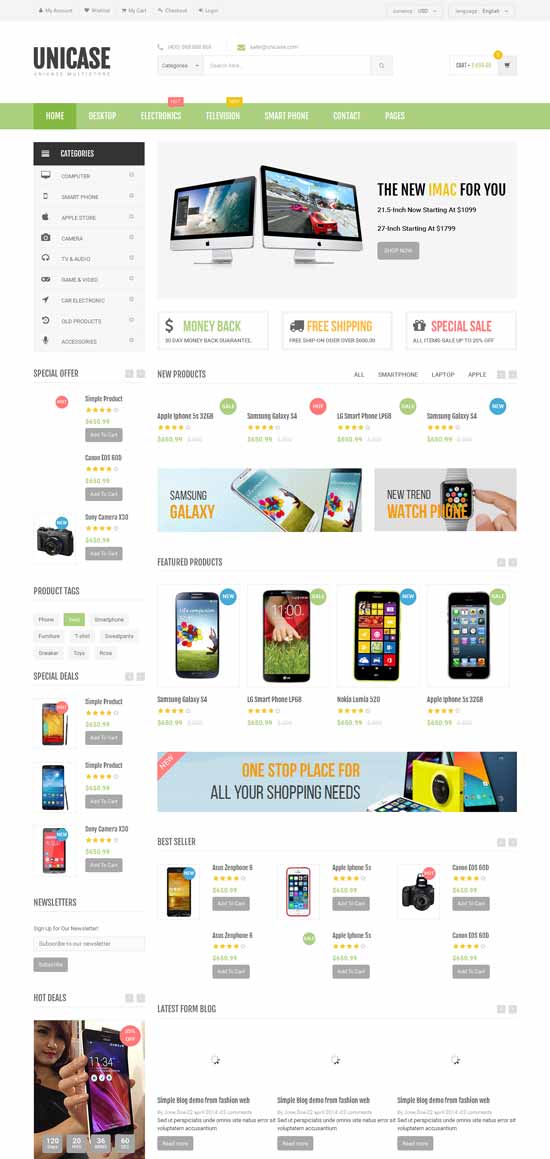 My Account Wishlist My Cart Checkout Login
currency : USD language : English
UNICASE
UNICASE MULTISTORE
(400) 888 888 868 saler@unicase.com
Categories Search here...
CART -
HOME DESKTOP ELECTRONICS TELEVISION SMART PHONE CONTACT PAGES
HOT
CATEGORIES
COMPUTER
SMART PHONE
APPLE STORE
CAMERA
TV & AUDIO
GAME & VIDEO
CAR ELECTRONIC
OLD PRODUCTS
ACCESSORIES
THE NEW IMAC FOR YOU
21.5-Inch Now Starting At $1099
27-Inch Starting At $1799
SHOP NOW
MONEY BACK
30 DAY MONEY BACK GUARANTEE.
FREE SHIPPING
FREE SHIP-ON ODER OVER $600.00
SPECIAL SALE
ALL ITEMS-SALE UP TO 20% OFF
SPECIAL OFFER
HOT
Simple Product
$650.99
Add To Cart
Canon EOS 60D
$650.99
Add To Cart
NEW
Sony Camera X30
$650.99
Add To Cart
NEW PRODUCTS
ALL SMARTPHONE LAPTOP APPLE
SALE HOT SALE NEW
Apple Iphone 5s 32GB Samsung Galaxy S4 LG Smart Phone LP68 Samsung Galaxy S4
$650.99 $650.99 $650.99 $650.99
SAMSUNG
GALAXY
NEW TREND
WATCH PHONE
FEATURED PRODUCTS
NEW SALE NEW SALE
Samsung Galaxy S4 LG Smart Phone LP68 Nokia Lumia 520 Apple Iphone 5s 32GB
$650.99 $650.99 $650.99 $650.99
PRODUCT TAGS
Phone Smartphone
Furniture T-shirt Sweatpants
Sneaker Toys Rose
SPECIAL DEALS
HOT
Simple Product
$650.99
Add To Cart
Simple Product
$650.99
Add To Cart
NEW
Sony Camera X30
$650.99
Add To Cart
NEW
ONE STOP PLACE FOR
ALL YOUR SHOPPING NEEDS
BEST SELLER
NEW HOT
Asus Zenphone 6 Apple Iphone 5s Canon EOS 60D
$650.99 $650.99 $650.99
Add To Cart Add To Cart Add To Cart
SALE
Asus Zenphone 6 Apple Iphone 5s Canon EOS 60D
$650.99 $650.99 $650.99
Add To Cart Add To Cart Add To Cart
NEWSLETTERS
Sign Up for Our Newsletter!
Subscribe to our newsletter
Subscribe
HOT DEALS
35%
OFF
120 20 36 60
Days HRS MINS SEC
LATEST FORM BLOG
Simple Blog demo from fashion web Simple Blog demo from fashion web Simple Blog demo from fashion web
By Jone Doe-22 april 2014 -03 comments By Jone Doe-22 april 2014 -03 comments By Jone Doe-22 april 2014 -03 comments
Sed ut perspiciatis unde omnis iste natus error sit Sed ut perspiciatis unde omnis iste natus error sit Sed ut perspiciatis unde omnis iste natus error sit
voluptatem accusantium voluptatem accusantium voluptatem accusantium
Read more Read more Read more